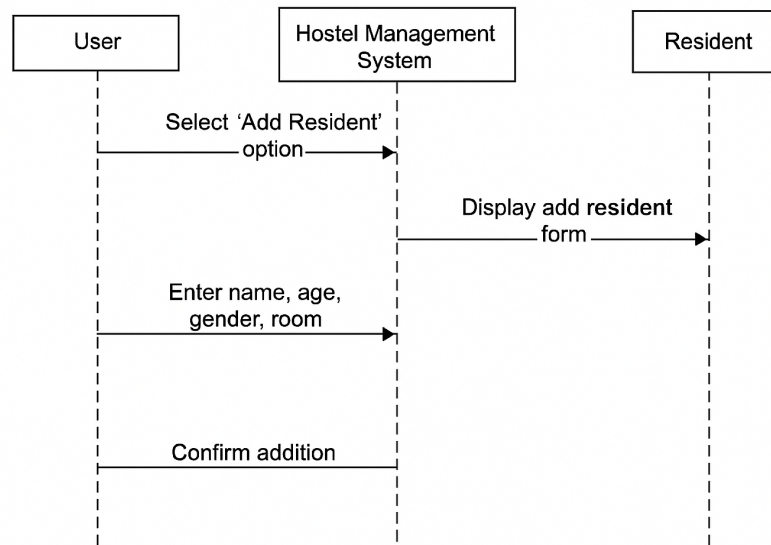 User
Hostel Management
System
Resident
Select ‘Add Resident’
option
Display add resident
form
Enter name, age,
gender, room
Confirm addition